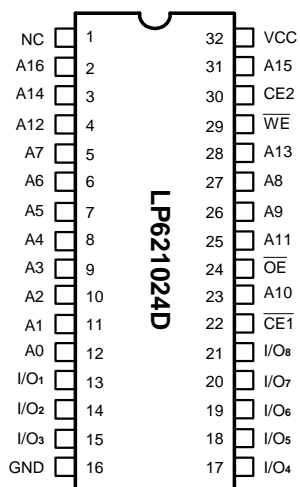 NC 1 32 VCC
A16 2 31 A15
A14 3 30 CE2
A12 4 29 W̅E̅
A7 5 28 A13
A6 6 27 A8
A5 7 26 A9
A4 8 25 A11
A3 9 24 O̅E̅
A2 10 23 A10
A1 11 22 C̅E̅1̅
A0 12 21 I/O₈
I/O₁ 13 20 I/O₇
I/O₂ 14 19 I/O₆
I/O₃ 15 18 I/O₅
GND 16 17 I/O₄
LP621024D